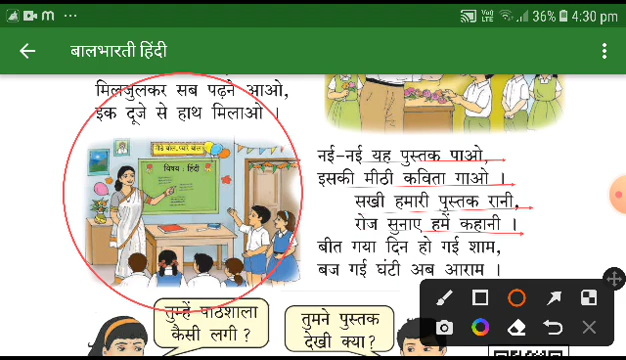 36% 4:30 pm
बालभारती हिंदी
मिलजुलकर सब पढ़ने आओ,
इक दूजे से हाथ मिलाओ ।
विषय : हिंदी
नई-नई यह पुस्तक पाओ,
इसकी मीठी कविता गाओ ।
सखी हमारी पुस्तक रानी,
रोज सुनाए हमें कहानी ।
बीत गया दिन हो गई शाम,
बज गई घंटी अब आराम ।
तुम्हें पाठशाला
कैसी लगी ?
तुमने पुस्तक
देखी क्या ?